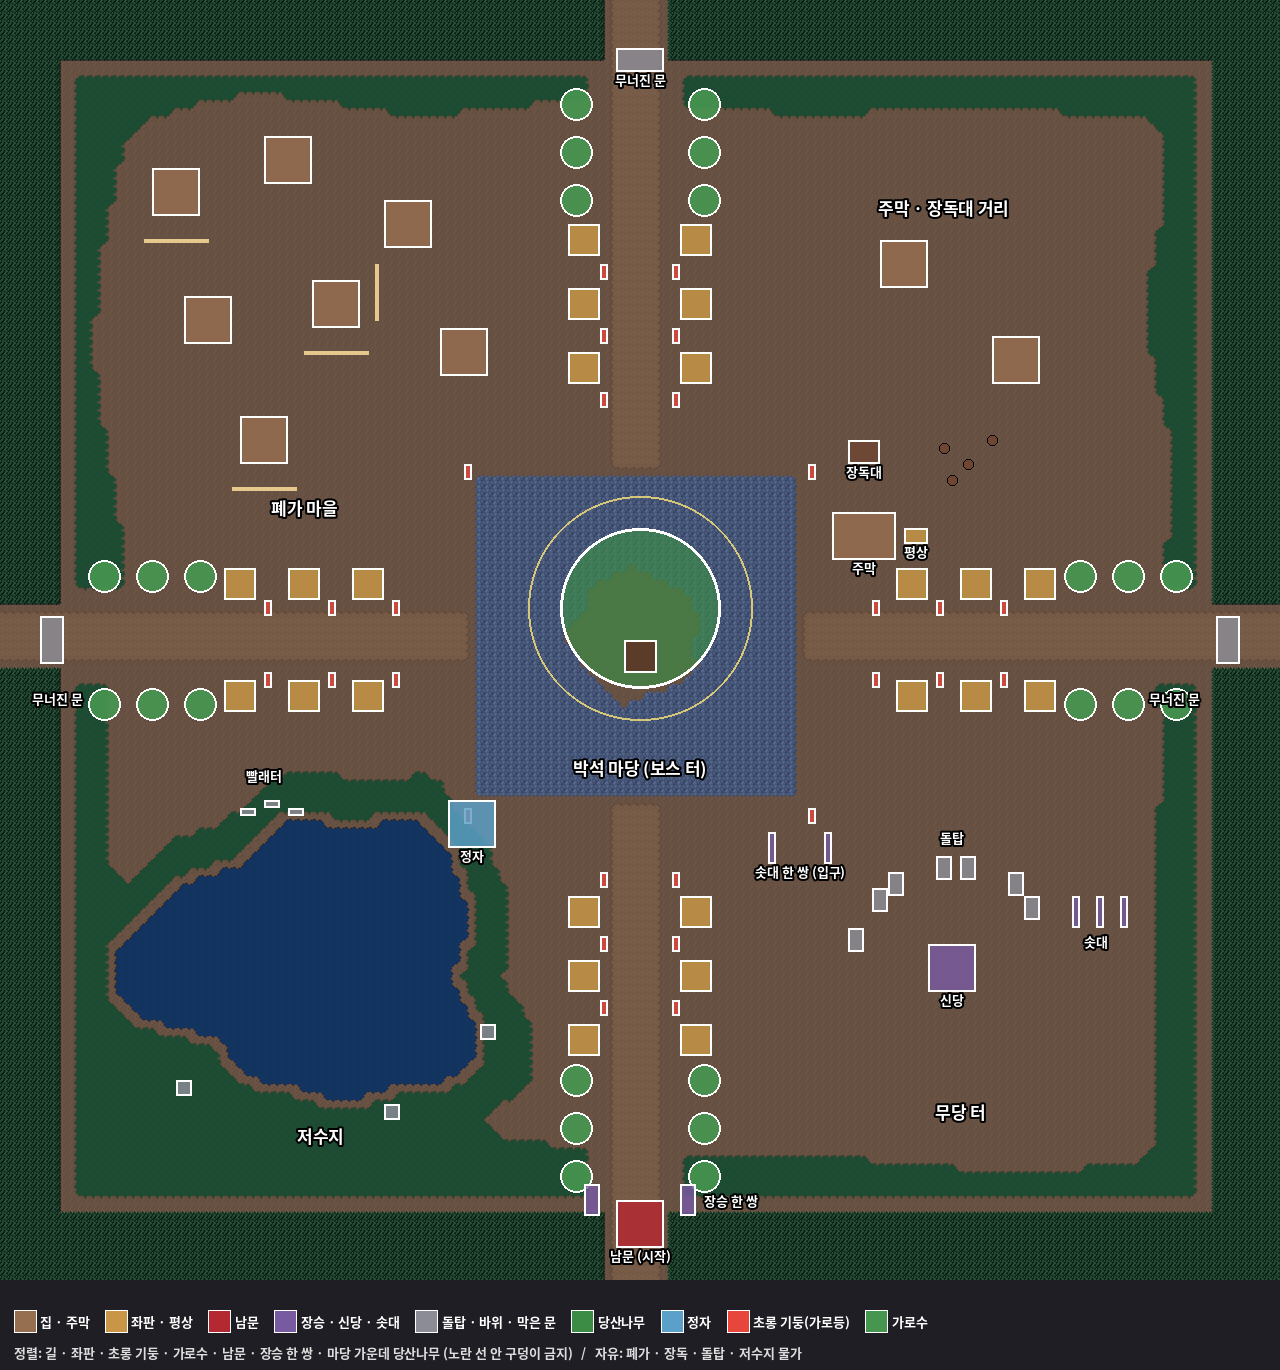 무너진 문
주막 · 장독대 거리
장독대
폐가 마을
평상
주막
무너진 문
무너진 문
박석 마당 (보스 터)
빨래터
정자
돌탑
솟대 한 쌍 (입구)
솟대
신당
무당 터
저수지
장승 한 쌍
남문 (시작)
집 · 주막 좌판 · 평상 남문 장승 · 신당 · 솟대 돌탑 · 바위 · 막은 문 당산나무 정자 초롱 기둥(가로등) 가로수
정렬: 길 · 좌판 · 초롱 기둥 · 가로수 · 남문 · 장승 한 쌍 · 마당 가운데 당산나무 (노란 선 안 구덩이 금지) / 자유: 폐가 · 장독 · 돌탑 · 저수지 물가